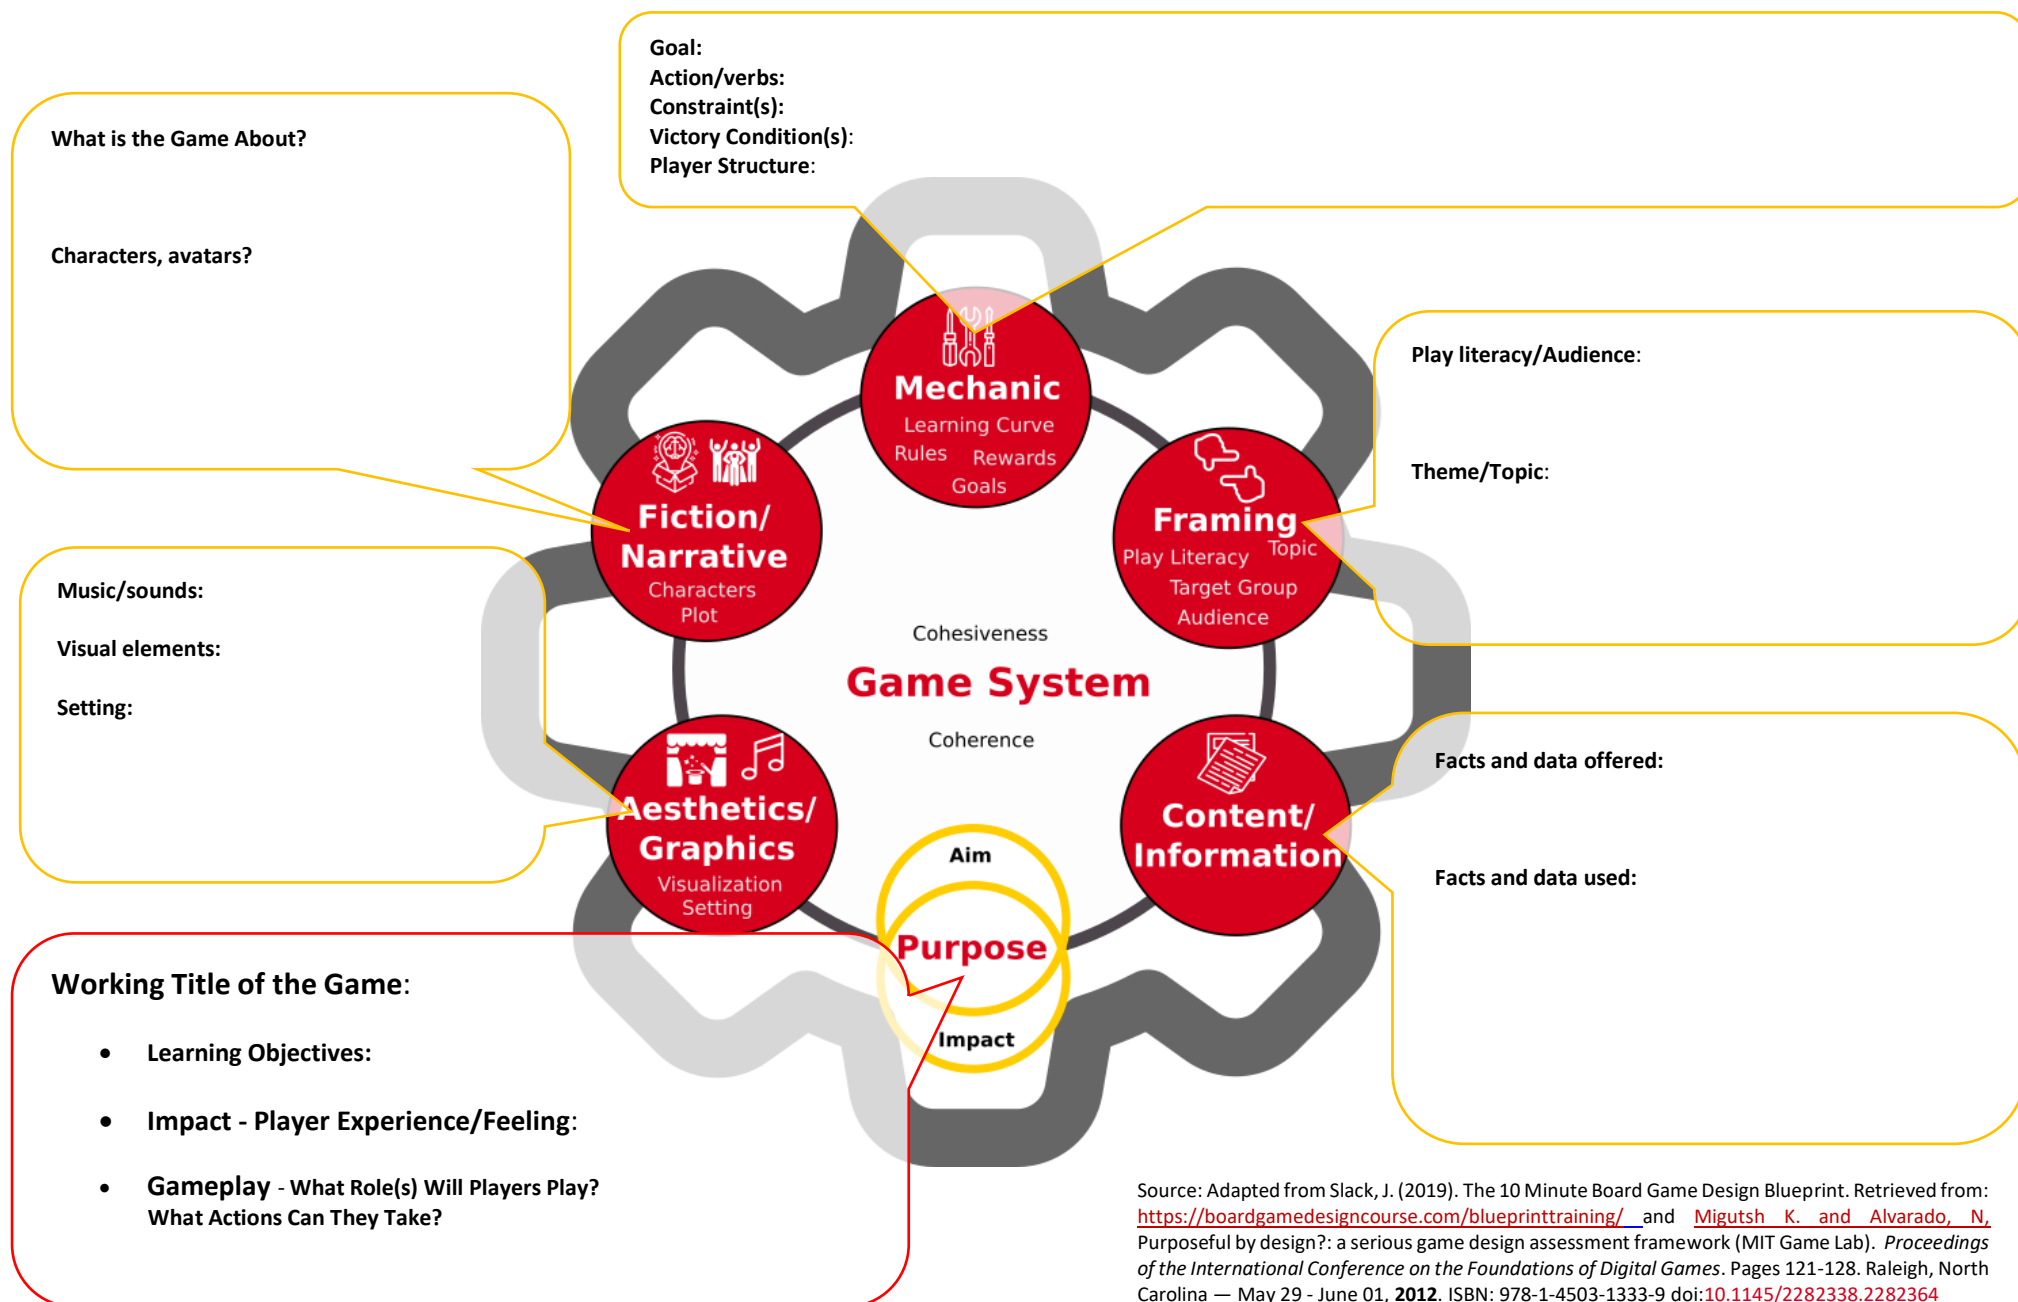 Goal:
Action/verbs:
Constraint(s):
Victory Condition(s):
Player Structure:
What is the Game About?
Characters, avatars?
Mechanic
Learning Curve
Rules Rewards
Goals
Play literacy/Audience:
Theme/Topic:
Fiction/
Narrative
Characters
Plot
Framing
Play Literacy Topic
Target Group
Audience
Music/sounds:
Visual elements:
Setting:
Cohesiveness
Game System
Coherence
Aesthetics/
Graphics
Visualization
Setting
Content/
Information
Facts and data offered:
Facts and data used:
Aim
Purpose
Impact
Working Title of the Game:
• Learning Objectives:
• Impact - Player Experience/Feeling:
• Gameplay - What Role(s) Will Players Play?
What Actions Can They Take?
Source: Adapted from Slack, J. (2019). The 10 Minute Board Game Design Blueprint. Retrieved from:
https://boardgamedesigncourse.com/blueprinttraining/ and Migutsh K. and Alvarado, N,
Purposeful by design?: a serious game design assessment framework (MIT Game Lab). Proceedings
of the International Conference on the Foundations of Digital Games. Pages 121-128. Raleigh, North
Carolina — May 29 - June 01, 2012. ISBN: 978-1-4503-1333-9 doi:10.1145/2282338.2282364